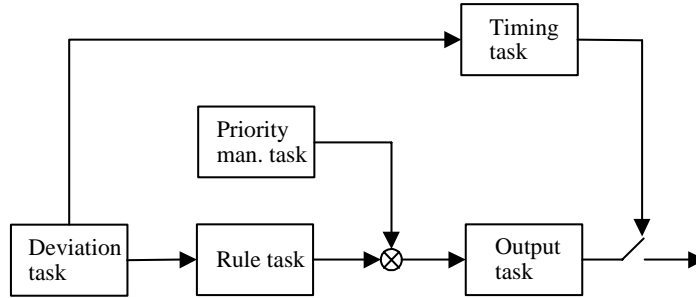 Timing
task
Priority
man. task
Deviation
task
Rule task
Output
task